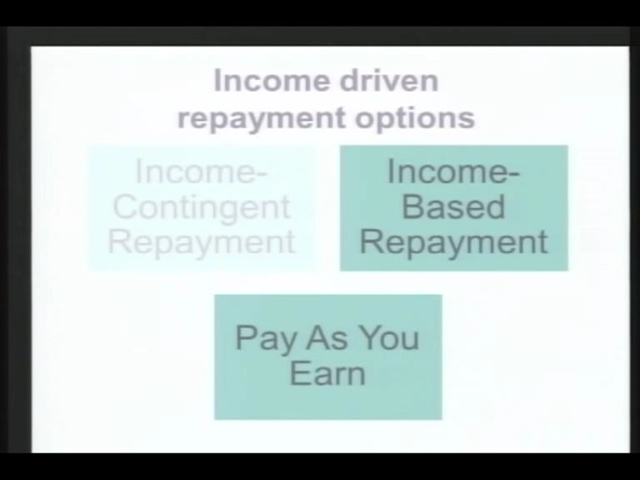 Income driven
repayment options
Income-
Contingent
Repayment
Income-
Based
Repayment
Pay As You
Earn